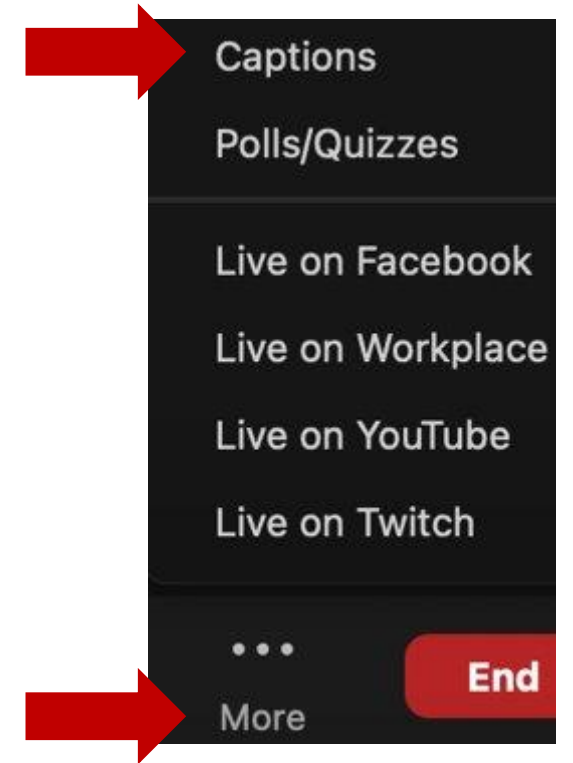 Captions
Polls/Quizzes
Live on Facebook
Live on Workplace
Live on YouTube
Live on Twitch
End
More